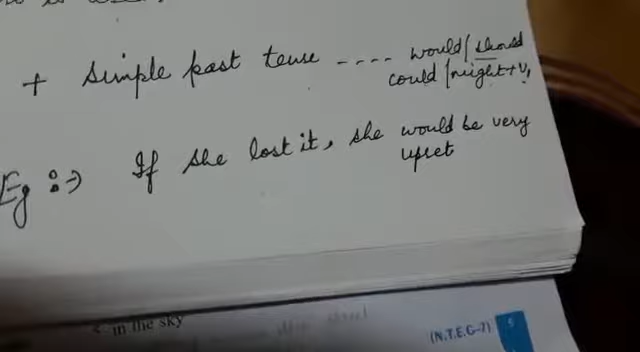 + Simple past tense ---- would/should
could/might+V1
Eg :-> If she lost it, she would be very
upset
in the sky
(N.T.E.G-7) 5